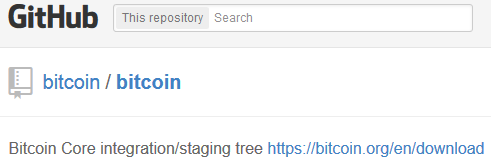 GitHub This repository Search
bitcoin / bitcoin
Bitcoin Core integration/staging tree https://bitcoin.org/en/download